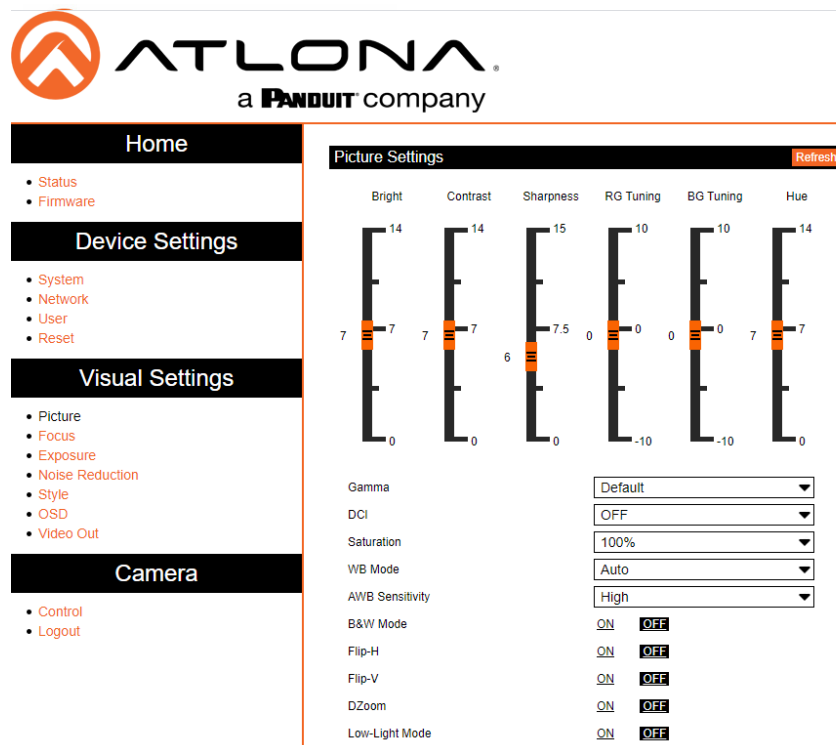 ATLONA®
a PANDUIT™ company
Home
• Status
• Firmware
Device Settings
• System
• Network
• User
• Reset
Visual Settings
• Picture
• Focus
• Exposure
• Noise Reduction
• Style
• OSD
• Video Out
Camera
• Control
• Logout
Picture Settings Refresh
Bright Contrast Sharpness RG Tuning BG Tuning Hue
14 14 15 10 10 14
7 7 7 7 7.5 0 0 0 0 7 7
6
0 0 0 -10 -10 0
Gamma Default
DCI OFF
Saturation 100%
WB Mode Auto
AWB Sensitivity High
B&W Mode ON OFF
Flip-H ON OFF
Flip-V ON OFF
DZoom ON OFF
Low-Light Mode ON OFF